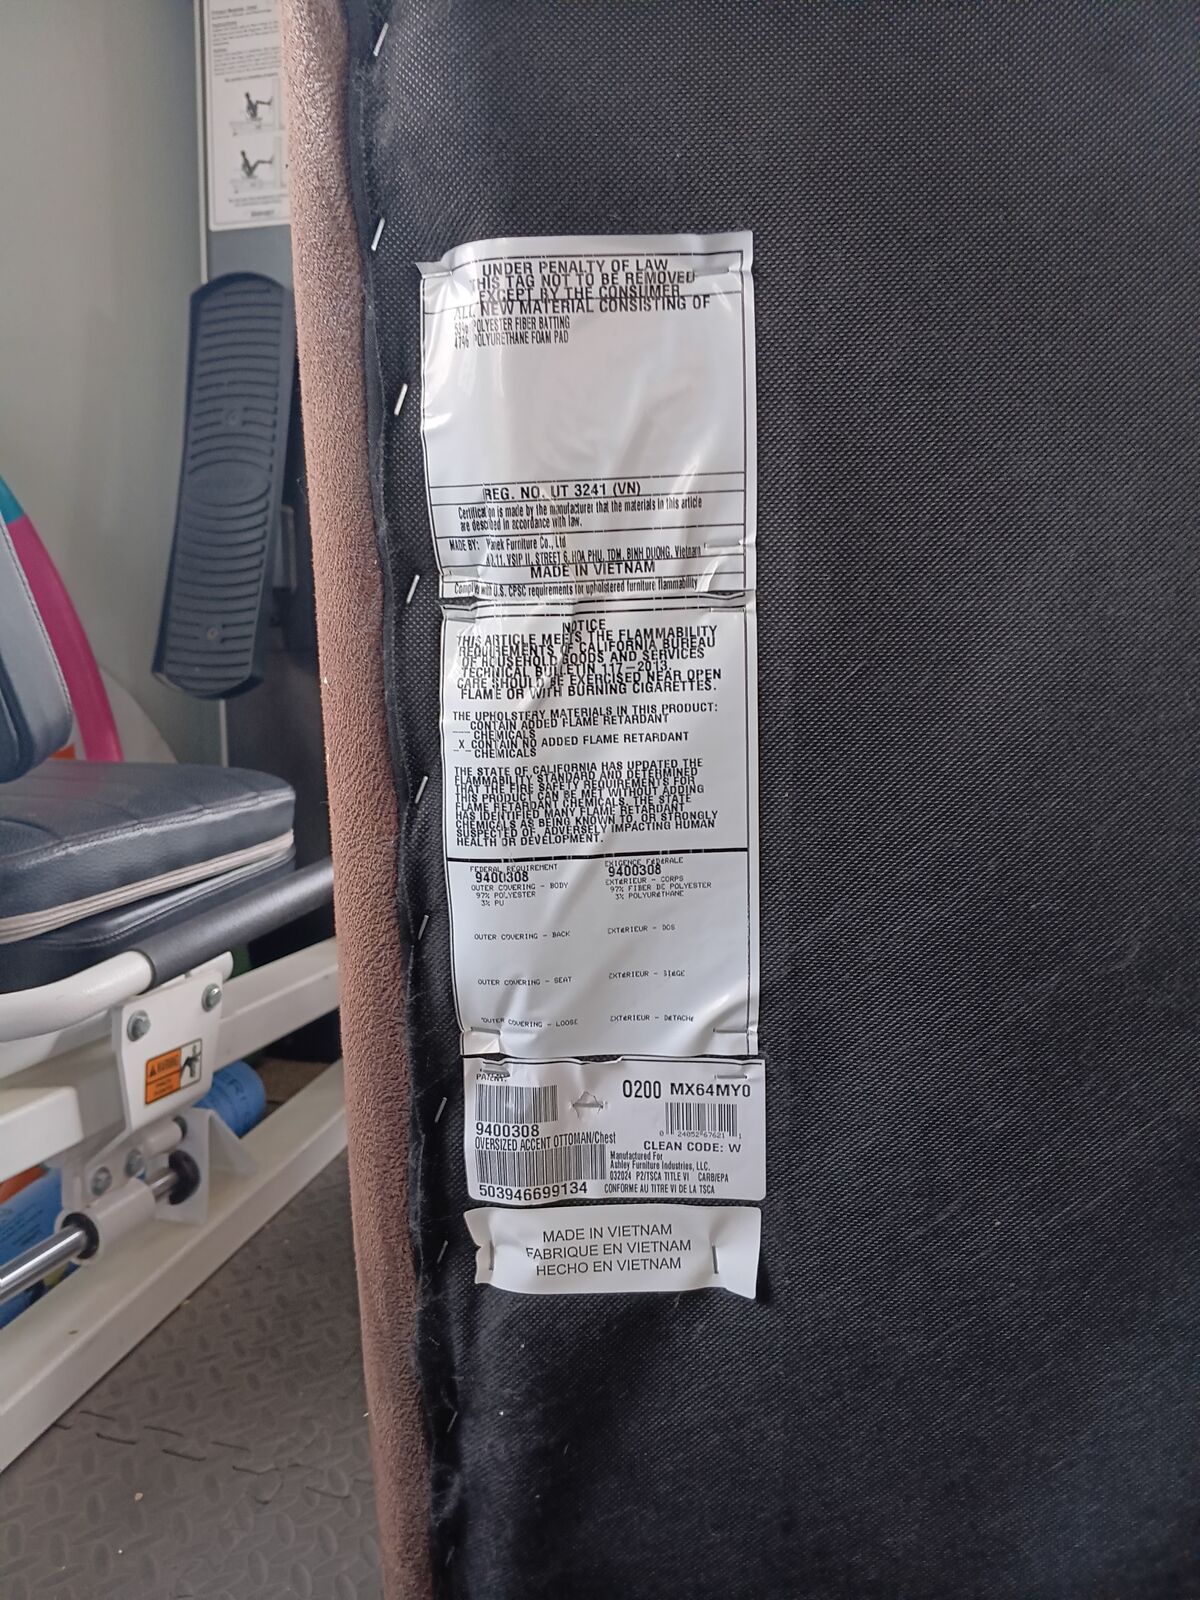 UNDER PENALTY OF LAW
THIS TAG NOT TO BE REMOVED
EXCEPT BY THE CONSUMER
ALL NEW MATERIAL CONSISTING OF
POLYESTER FIBER BATTING
47% POLYURETHANE FOAM PAD
REG. NO. UT 3241 (VN)
Certification is made by the manufacturer that the materials in this article
are described in accordance with law.
MADE BY: Wanek Furniture Co., Ltd
VSIP II, STREET 6, HOA PHU, TDM, BINH DUONG, Vietnam
MADE IN VIETNAM
Complies with U.S. CPSC requirements for upholstered furniture flammability
NOTICE
THIS ARTICLE MEETS THE FLAMMABILITY
REQUIREMENTS OF CALIFORNIA BUREAU
OF HOUSEHOLD GOODS AND SERVICES
TECHNICAL BULLETIN 117-2013.
CARE SHOULD BE EXERCISED NEAR OPEN
FLAME OR WITH BURNING CIGARETTES.
THE UPHOLSTERY MATERIALS IN THIS PRODUCT:
___CONTAIN ADDED FLAME RETARDANT
CHEMICALS
_X_CONTAIN NO ADDED FLAME RETARDANT
CHEMICALS
THE STATE OF CALIFORNIA HAS UPDATED THE
FLAMMABILITY STANDARD AND DETERMINED
THAT THE FIRE SAFETY REQUIREMENTS FOR
THIS PRODUCT CAN BE MET WITHOUT ADDING
FLAME RETARDANT CHEMICALS. THE STATE
HAS IDENTIFIED MANY FLAME RETARDANT
CHEMICALS AS BEING KNOWN TO, OR STRONGLY
SUSPECTED OF, ADVERSELY IMPACTING HUMAN
HEALTH OR DEVELOPMENT.
FEDERAL REQUIREMENT
9400308
OUTER COVERING - BODY
97% POLYESTER
3% PU
OUTER COVERING - BACK
OUTER COVERING - SEAT
OUTER COVERING - LOOSE
EXIGENCE FéDéRALE
9400308
EXTéRIEUR - CORPS
97% FIBER DE POLYESTER
3% POLYURéTHANE
EXTéRIEUR - DOS
EXTéRIEUR - SIèGE
EXTéRIEUR - DéTACHé
PATENT:
9400308
OVERSIZED ACCENT OTTOMAN/Chest
503946699134
0200 MX64MY0
0 24052 67621 1
CLEAN CODE: W
Manufactured For
Ashley Furniture Industries, LLC.
032024 P2/TSCA TITLE VI CARB/EPA
CONFORME AU TITRE VI DE LA TSCA
MADE IN VIETNAM
FABRIQUE EN VIETNAM
HECHO EN VIETNAM
WARNING